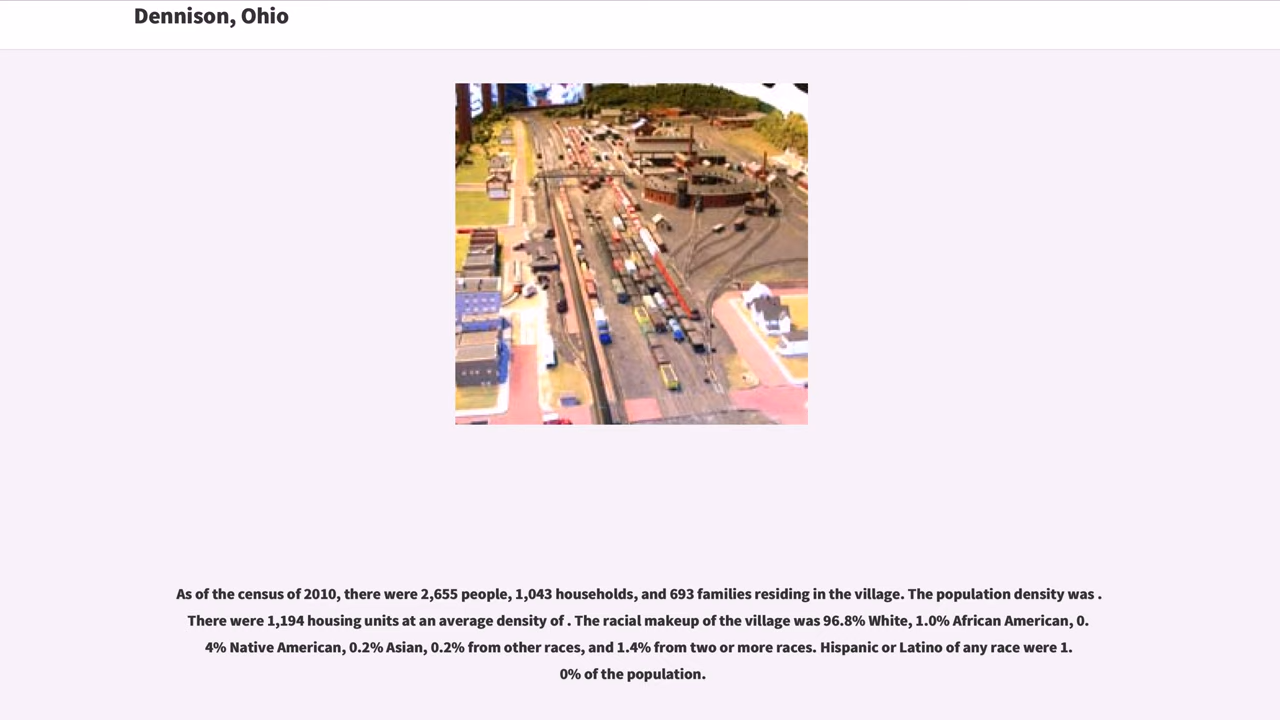 Dennison, Ohio
As of the census of 2010, there were 2,655 people, 1,043 households, and 693 families residing in the village. The population density was .
There were 1,194 housing units at an average density of . The racial makeup of the village was 96.8% White, 1.0% African American, 0.
4% Native American, 0.2% Asian, 0.2% from other races, and 1.4% from two or more races. Hispanic or Latino of any race were 1.
0% of the population.